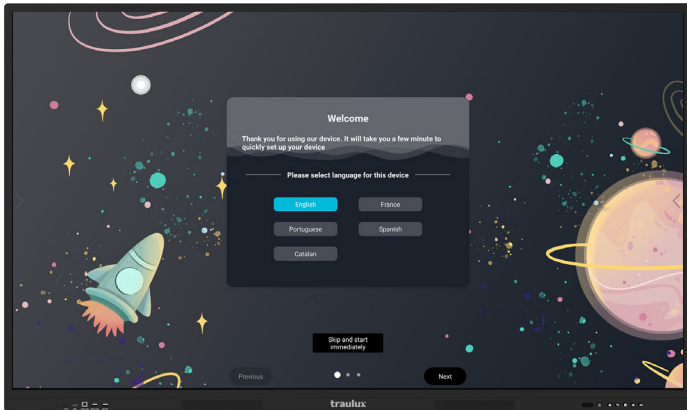 Welcome
Thank you for using our device. It will take you a few minute to
quickly set up your device
Please select language for this device
English
France
Portuguese
Spanish
Catalan
Skip and start
immediately
Previous
Next
traulux